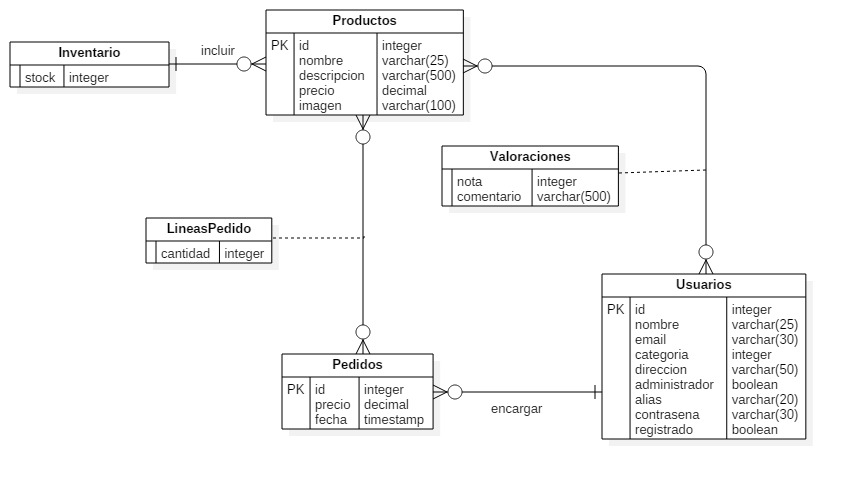 Productos
PK id integer
nombre varchar(25)
descripcion varchar(500)
precio decimal
imagen varchar(100)
Inventario
stock integer
incluir
Valoraciones
nota integer
comentario varchar(500)
LineasPedido
cantidad integer
Usuarios
PK id integer
nombre varchar(25)
email varchar(30)
categoria integer
direccion varchar(50)
administrador boolean
alias varchar(20)
contrasena varchar(30)
registrado boolean
Pedidos
PK id integer
precio decimal
fecha timestamp
encargar